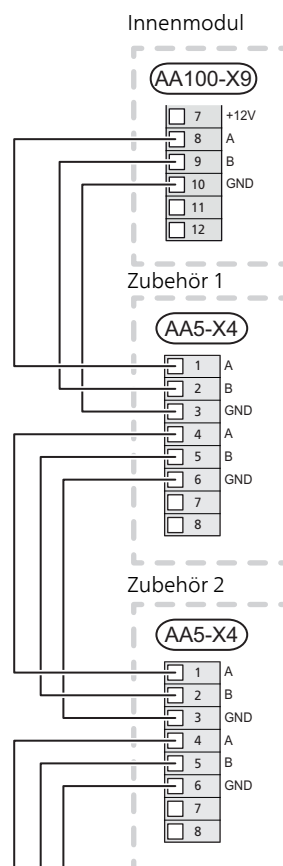 Innenmodul
AA100-X9
7 +12V
8 A
9 B
10 GND
11
12
Zubehör 1
AA5-X4
1 A
2 B
3 GND
4 A
5 B
6 GND
7
8
Zubehör 2
AA5-X4
1 A
2 B
3 GND
4 A
5 B
6 GND
7
8